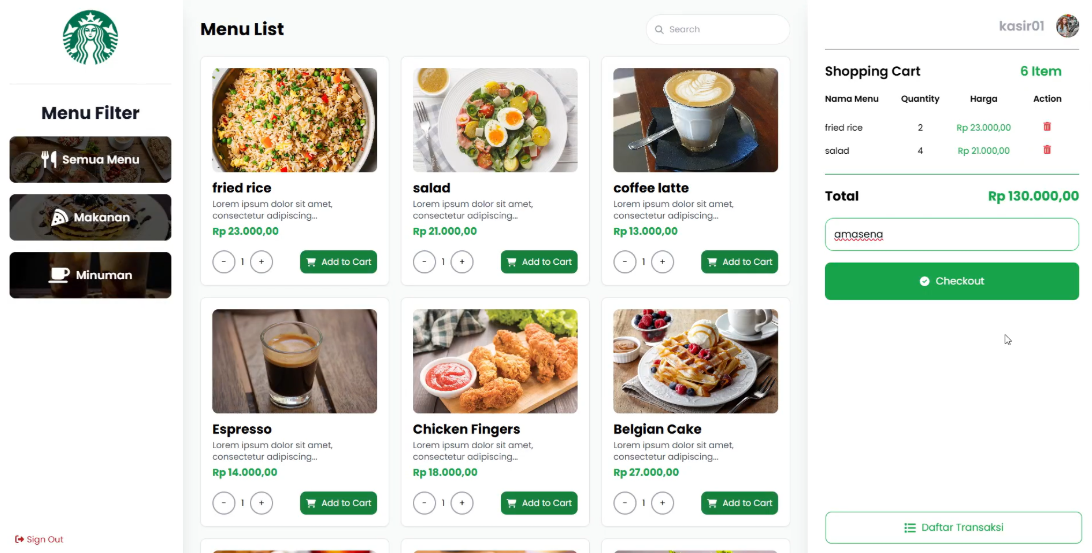 Menu Filter
Semua Menu
Makanan
Minuman
Sign Out
Menu List
Search
fried rice
Lorem ipsum dolor sit amet,
consectetur adipiscing...
Rp 23.000,00
- 1 +
Add to Cart
salad
Lorem ipsum dolor sit amet,
consectetur adipiscing...
Rp 21.000,00
- 1 +
Add to Cart
coffee latte
Lorem ipsum dolor sit amet,
consectetur adipiscing...
Rp 13.000,00
- 1 +
Add to Cart
Espresso
Lorem ipsum dolor sit amet,
consectetur adipiscing...
Rp 14.000,00
- 1 +
Add to Cart
Chicken Fingers
Lorem ipsum dolor sit amet,
consectetur adipiscing...
Rp 18.000,00
- 1 +
Add to Cart
Belgian Cake
Lorem ipsum dolor sit amet,
consectetur adipiscing...
Rp 27.000,00
- 1 +
Add to Cart
kasir01
Shopping Cart 6 Item
Nama Menu Quantity Harga Action
fried rice 2 Rp 23.000,00
salad 4 Rp 21.000,00
Total Rp 130.000,00
amasena
Checkout
Daftar Transaksi